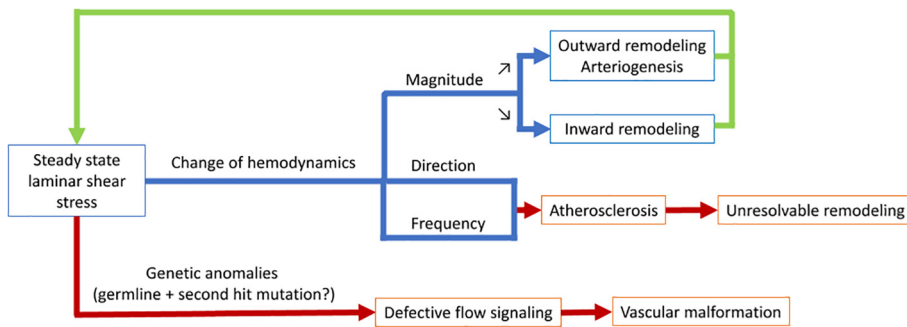 Outward remodeling
Arteriogenesis
Magnitude
Inward remodeling
Steady state
laminar shear
stress
Change of hemodynamics
Direction
Frequency
Atherosclerosis
Unresolvable remodeling
Genetic anomalies
(germline + second hit mutation?)
Defective flow signaling
Vascular malformation